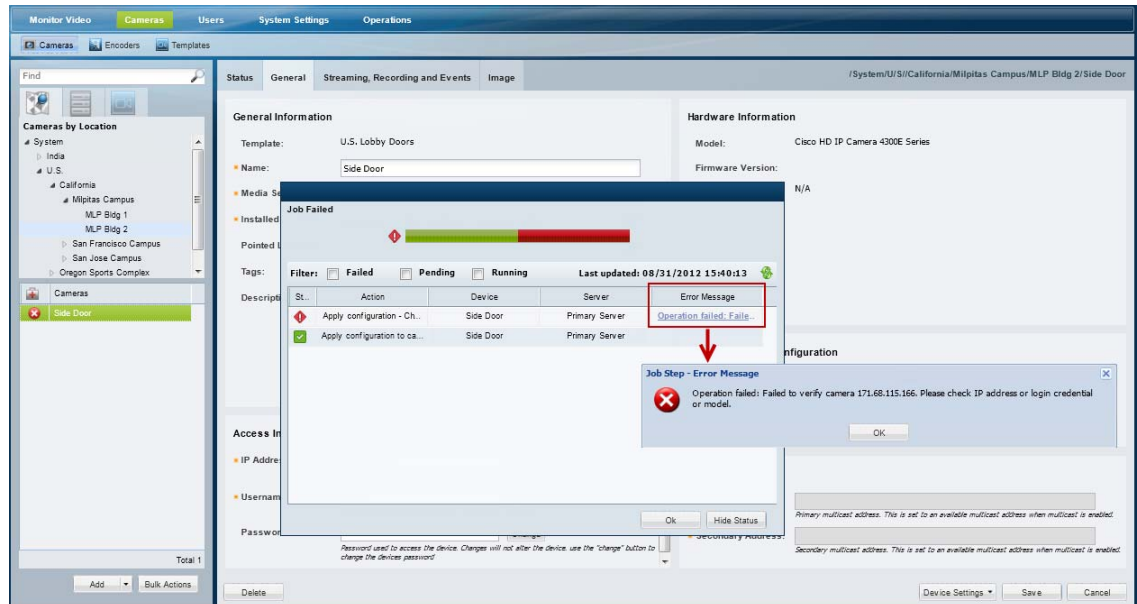 Monitor Video Cameras Users System Settings Operations
Cameras Encoders Templates
Find
Cameras by Location
System
India
U.S.
California
Milpitas Campus
MLP Bldg 1
MLP Bldg 2
San Francisco Campus
San Jose Campus
Oregon Sports Complex
Cameras
Side Door
Total 1
Add Bulk Actions
Status General Streaming, Recording and Events Image
/System/U/S//California/Milpitas Campus/MLP Bldg 2/Side Door
General Information
Template: U.S. Lobby Doors
Name: Side Door
Media Se
Installed
Pointed L
Tags:
Descripti
Hardware Information
Model: Cisco HD IP Camera 4300E Series
Firmware Version:
N/A
Job Failed
Filter: Failed Pending Running Last updated: 08/31/2012 15:40:13
St... Action Device Server Error Message
Apply configuration - Ch... Side Door Primary Server Operation failed: Faile...
Apply configuration to ca... Side Door Primary Server
nfiguration
Job Step - Error Message
Operation failed: Failed to verify camera 171.68.115.166. Please check IP address or login credential
or model.
OK
Ok Hide Status
Access In
IP Addre
Usernam
Passwor
Change
Password used to access the device. Changes will not alter the device. use the "change" button to
change the devices password
Primary multicast address. This is set to an available multicast address when multicast is enabled.
Secondary Address:
Secondary multicast address. This is set to an available multicast address when multicast is enabled.
Delete Device Settings Save Cancel